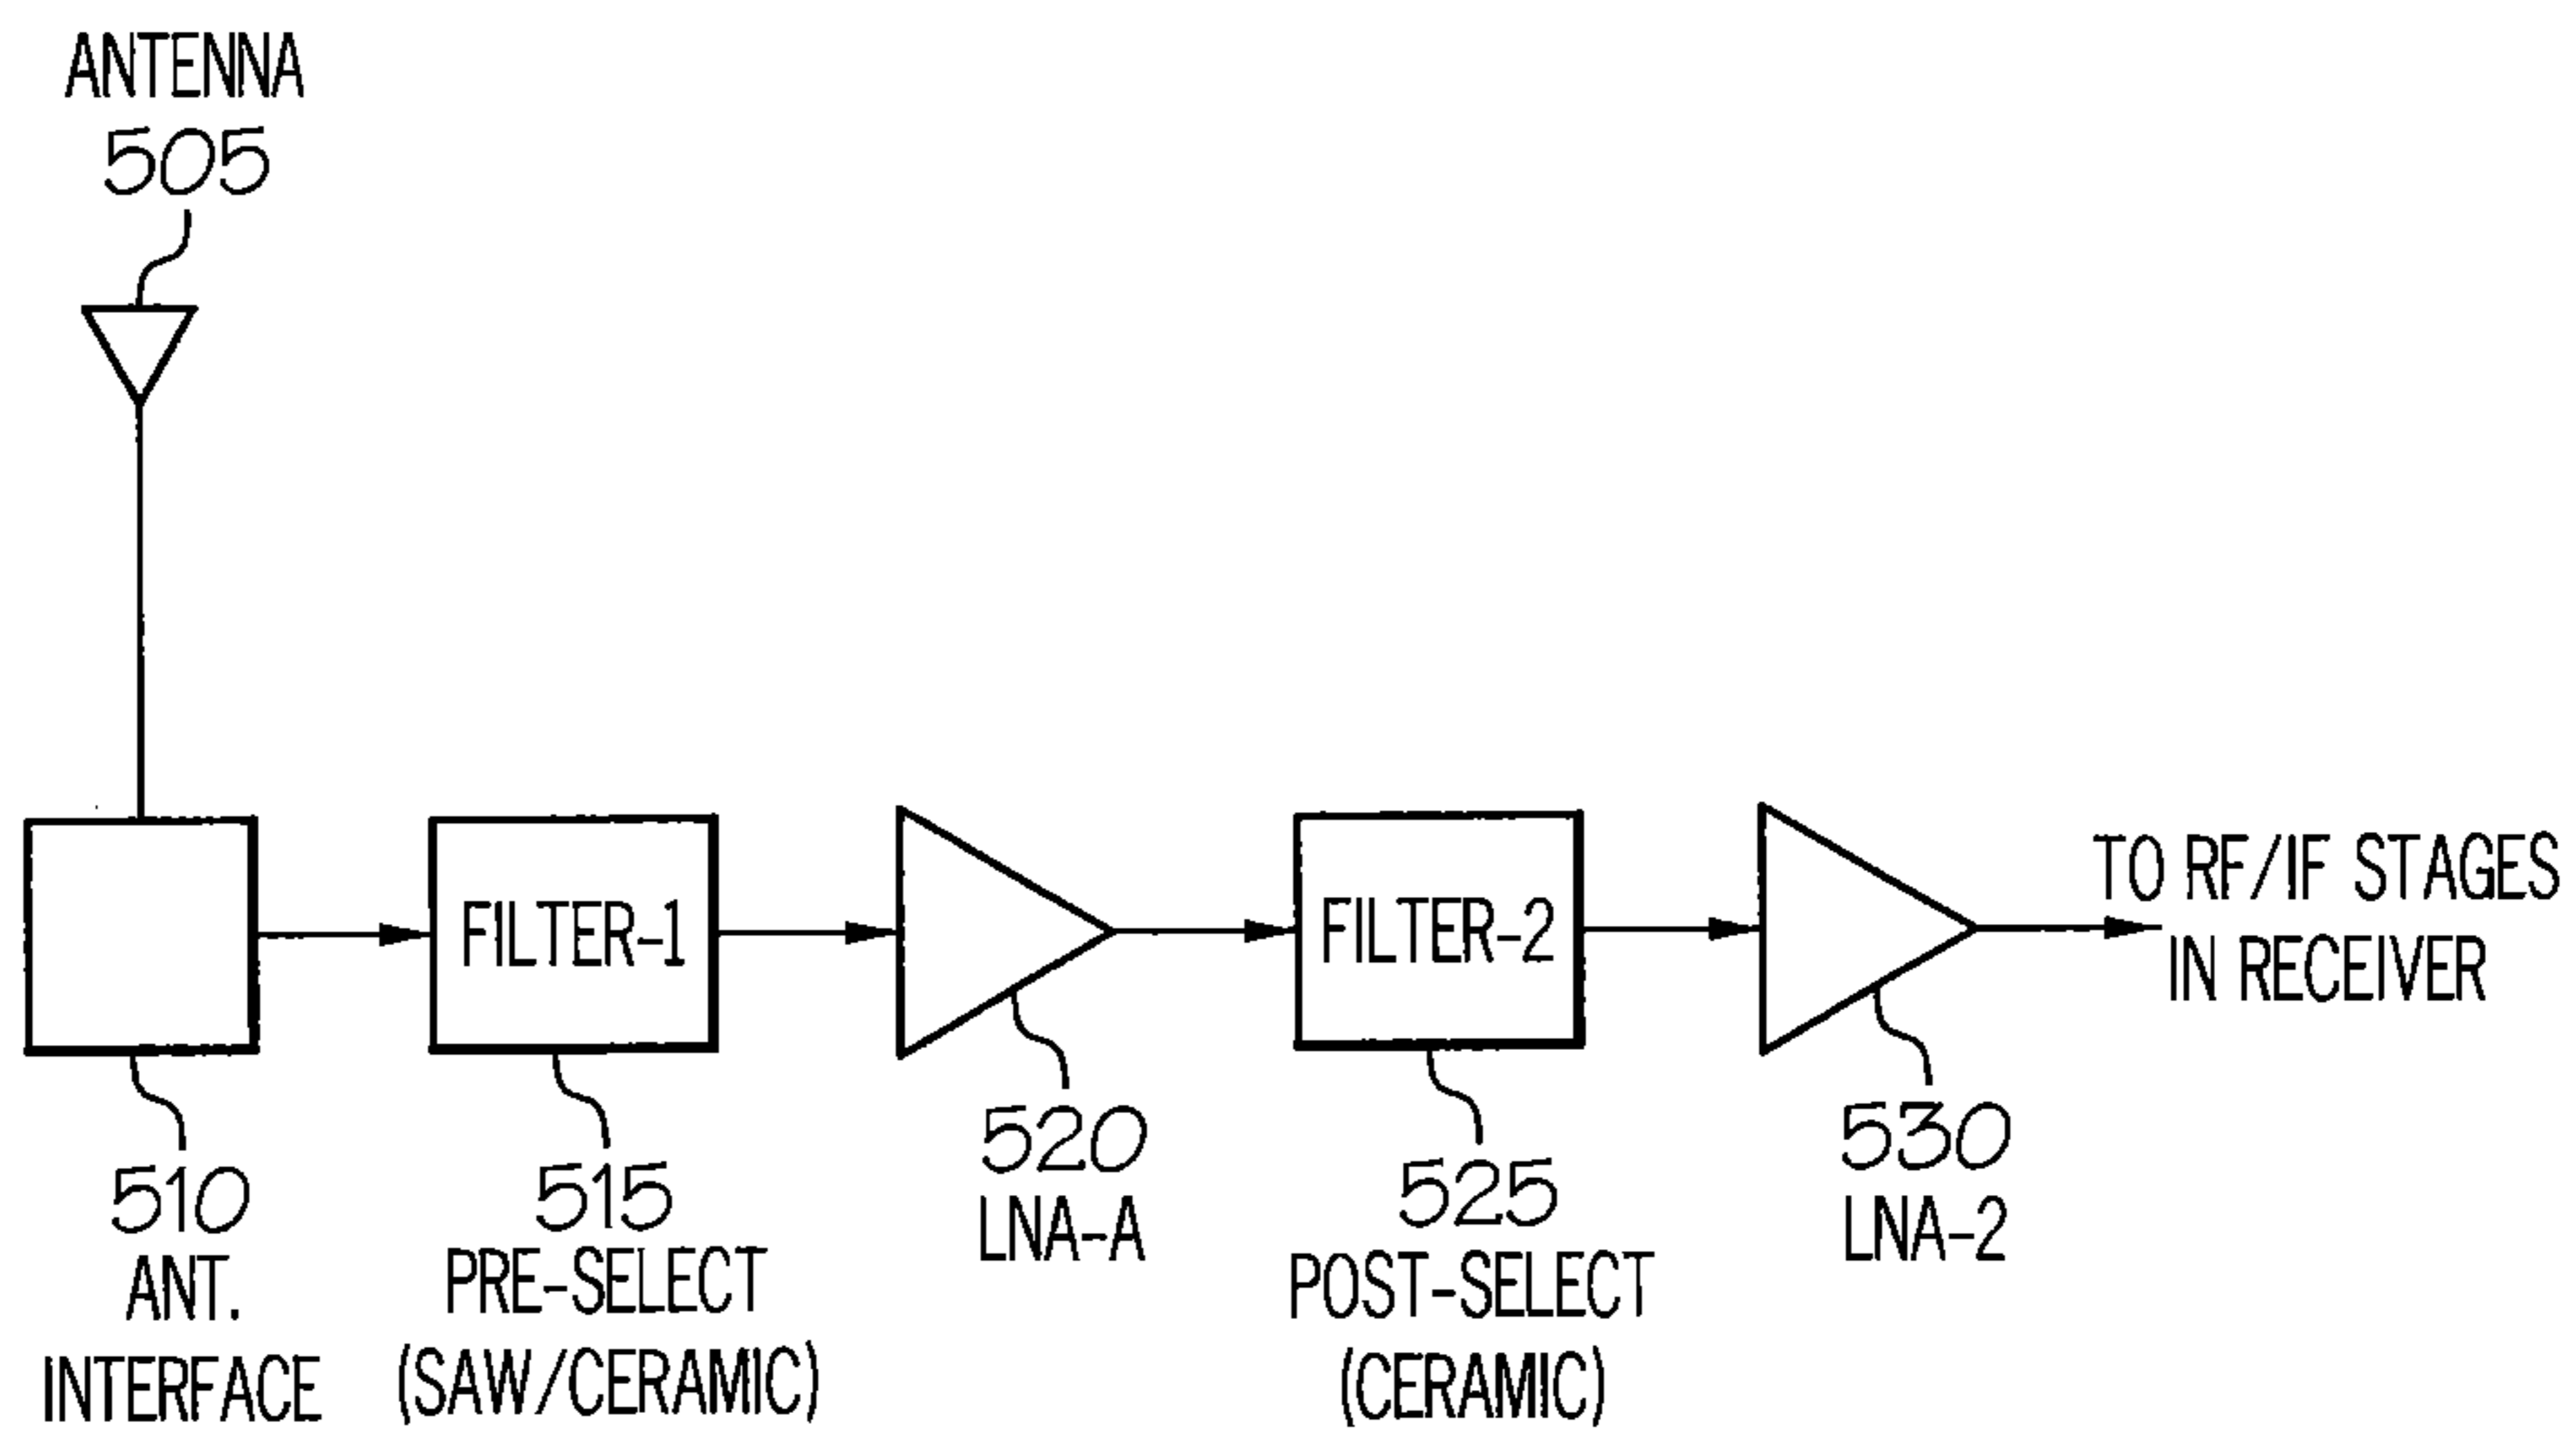 ANTENNA
505
FILTER-1
FILTER-2
TO RF/IF STAGES
IN RECEIVER
510
ANT.
INTERFACE
515
PRE-SELECT
(SAW/CERAMIC)
520
LNA-A
525
POST-SELECT
(CERAMIC)
530
LNA-2